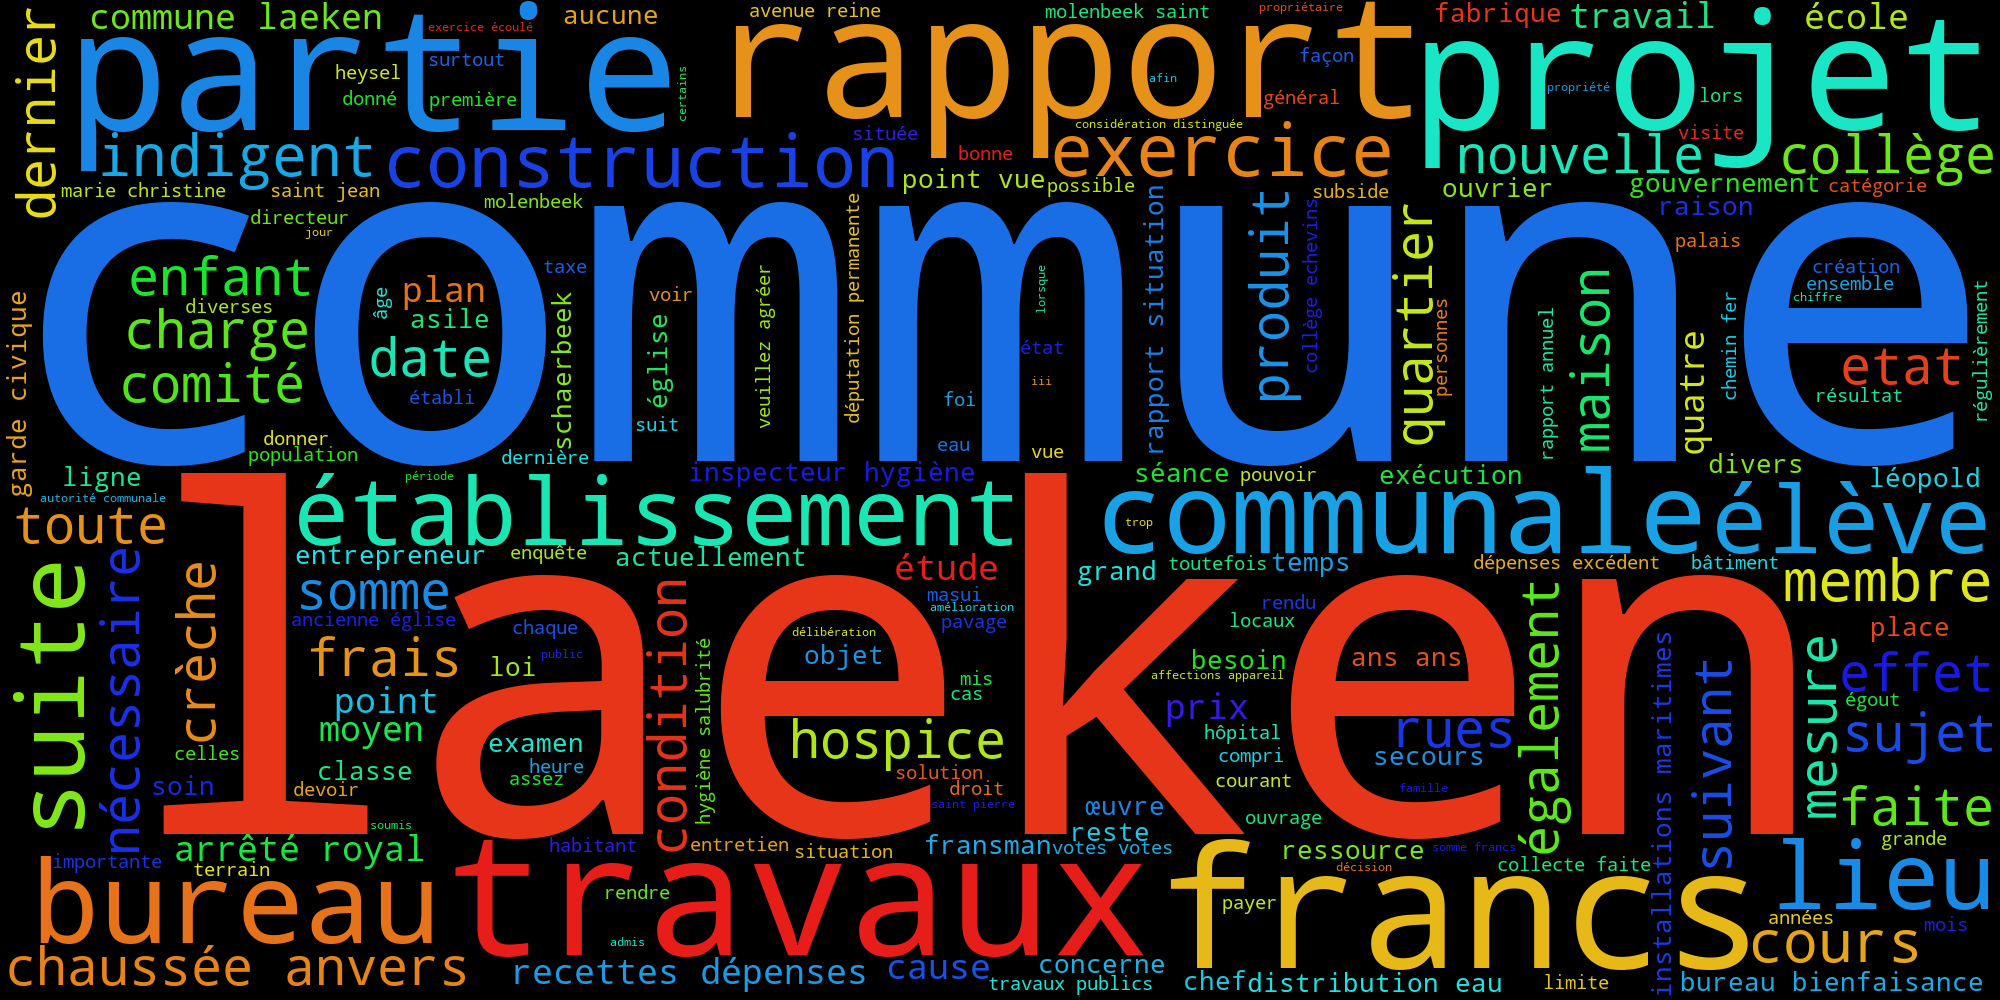 commune laeken
exercice écoulé
aucune
avenue reine
molenbeek saint
propriétaire
fabrique
travail
école
dernier
partie
rapport
projet
surtout
heysel
donné
première
certains
façon
afin
général
propriété
lors
considération distinguée
située
visite
indigent
construction
bonne
exercice
nouvelle
collège
marie christine
saint jean
molenbeek
point vue
possible
subside
ouvrier
gouvernement
catégorie
directeur
jour
députation permanente
rapport situation
produit
collège echevins
quartier
raison
palais
commune
enfant
diverses
charge
comité
âge
plan
asile
date
établi
taxe
schaerbeek
voir
église
suit
veuillez agréer
lorsque
état
iii
foi
eau
vue
personnes
rapport annuel
maison
quatre
chemin fer
création
ensemble
chiffre
etat
résultat
régulièrement
garde civique
donner
population
dernière
ligne
autorité communale
période
inspecteur hygiène
séance
pouvoir
exécution
divers
léopold
toute
établissement
communale
trop
élève
laeken
suite
nécessaire
crèche
entrepreneur
enquête
actuellement
étude
grand
toutefois
temps
dépenses excédent
bâtiment
membre
somme
ancienne église
chaque
public
masui
amélioration
pavage
rendu
locaux
place
frais
loi
condition
hygiène salubrité
délibération
objet
mis
cas
besoin
affections appareil
ans ans
également
installations maritimes
suivant
mesure
effet
égout
point
moyen
examen
heure
assez
hospice
solution
droit
saint pierre
prix
hôpital
compri
courant
rues
secours
famille
sujet
celles
soin
classe
devoir
soumis
œuvre
reste
ouvrage
faite
grande
importante
arrêté royal
terrain
habitant
entretien
situation
fransman
votes votes
ressource
somme francs
décision
collecte faite
bureau
travaux
francs
lieu
rendre
admis
payer
années
mois
cours
chaussée anvers
recettes dépenses
cause
concerne
travaux publics
chef
distribution eau
limite
bureau bienfaisance